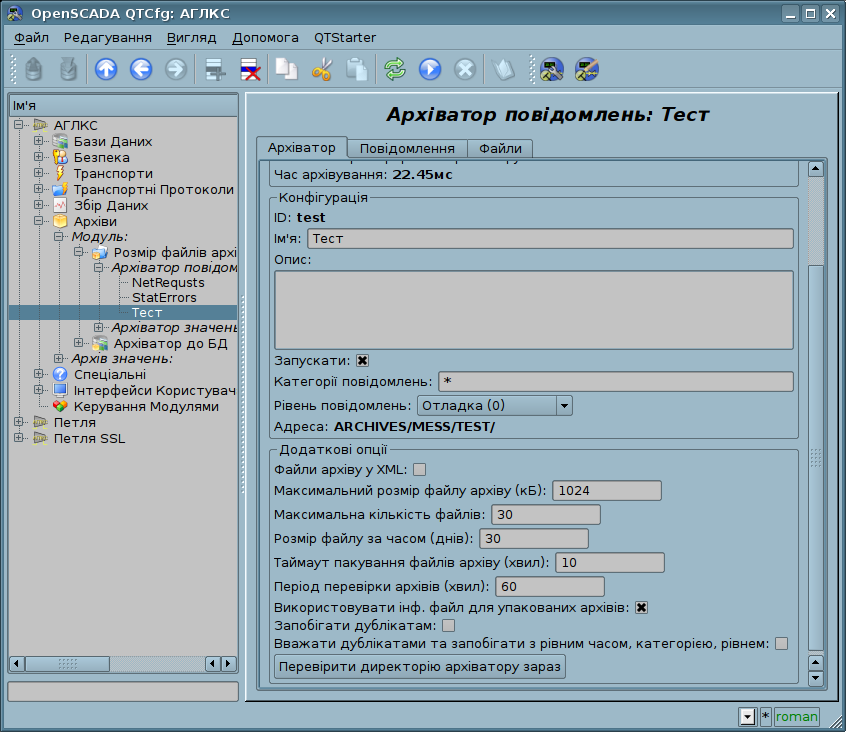 OpenSCADA QTCfg: АГЛКС
Файл Редагування Вигляд Допомога QTStarter
Ім'я
АГЛКС
Бази Даних
Безпека
Транспорти
Транспортні Протоколи
Збір Даних
Архіви
Модуль:
Розмір файлів архі
Архіватор повідом
NetRequsts
StatErrors
Тест
Архіватор значень
Архіватор до БД
Архів значень:
Спеціальні
Інтерфейси Користувач
Керування Модулями
Петля
Петля SSL
Архіватор повідомлень: Тест
Архіватор Повідомлення Файли
Час архівування: 22.45мс
Конфігурація
ID: test
Ім'я: Тест
Опис:
Запускати:
Категорії повідомлень: *
Рівень повідомлень: Отладка (0)
Адреса: ARCHIVES/MESS/TEST/
Додаткові опції
Файли архіву у XML:
Максимальний розмір файлу архіву (кБ): 1024
Максимальна кількість файлів: 30
Розмір файлу за часом (днів): 30
Таймаут пакування файлів архіву (хвил): 10
Період перевірки архівів (хвил): 60
Використовувати інф. файл для упакованих архівів:
Запобігати дублікатам:
Вважати дублікатами та запобігати з рівним часом, категорією, рівнем:
Перевірити директорію архіватору зараз
* roman